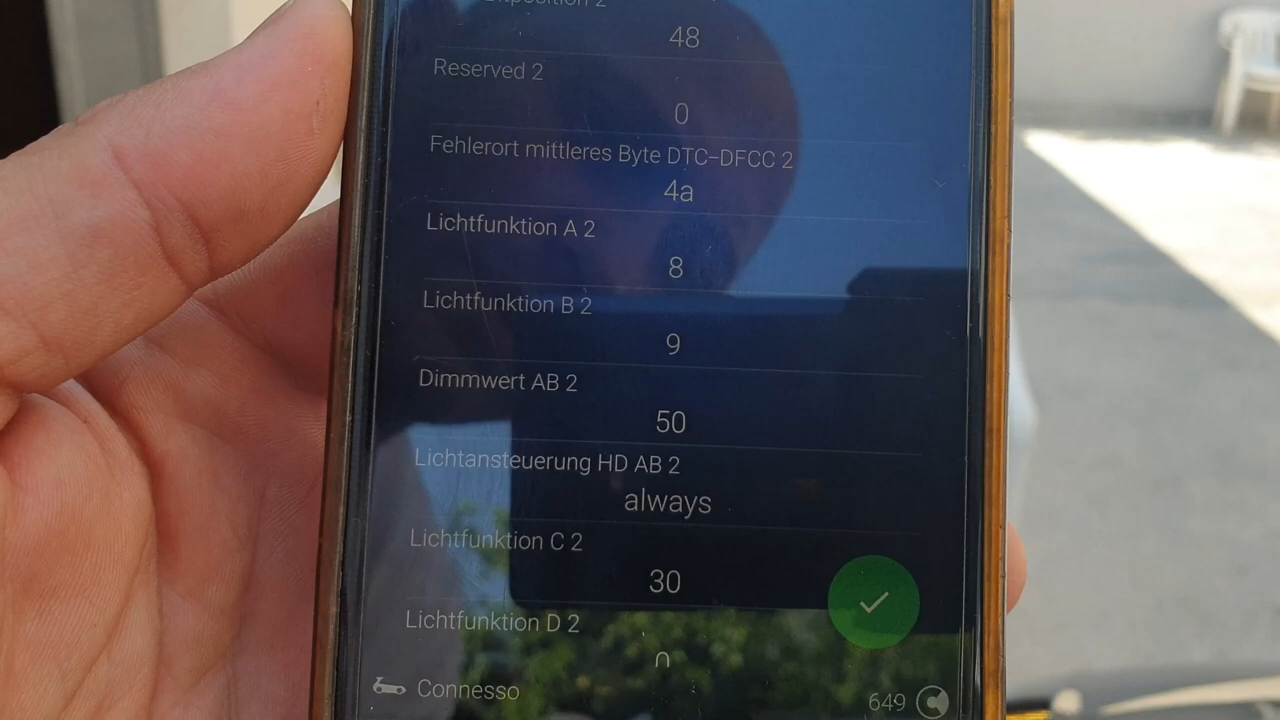 48
Reserved 2
0
Fehlerort mittleres Byte DTC-DFCC 2
4a
Lichtfunktion A 2
8
Lichtfunktion B 2
9
Dimmwert AB 2
50
Lichtansteuerung HD AB 2
always
Lichtfunktion C 2
30
Lichtfunktion D 2
Connesso
649